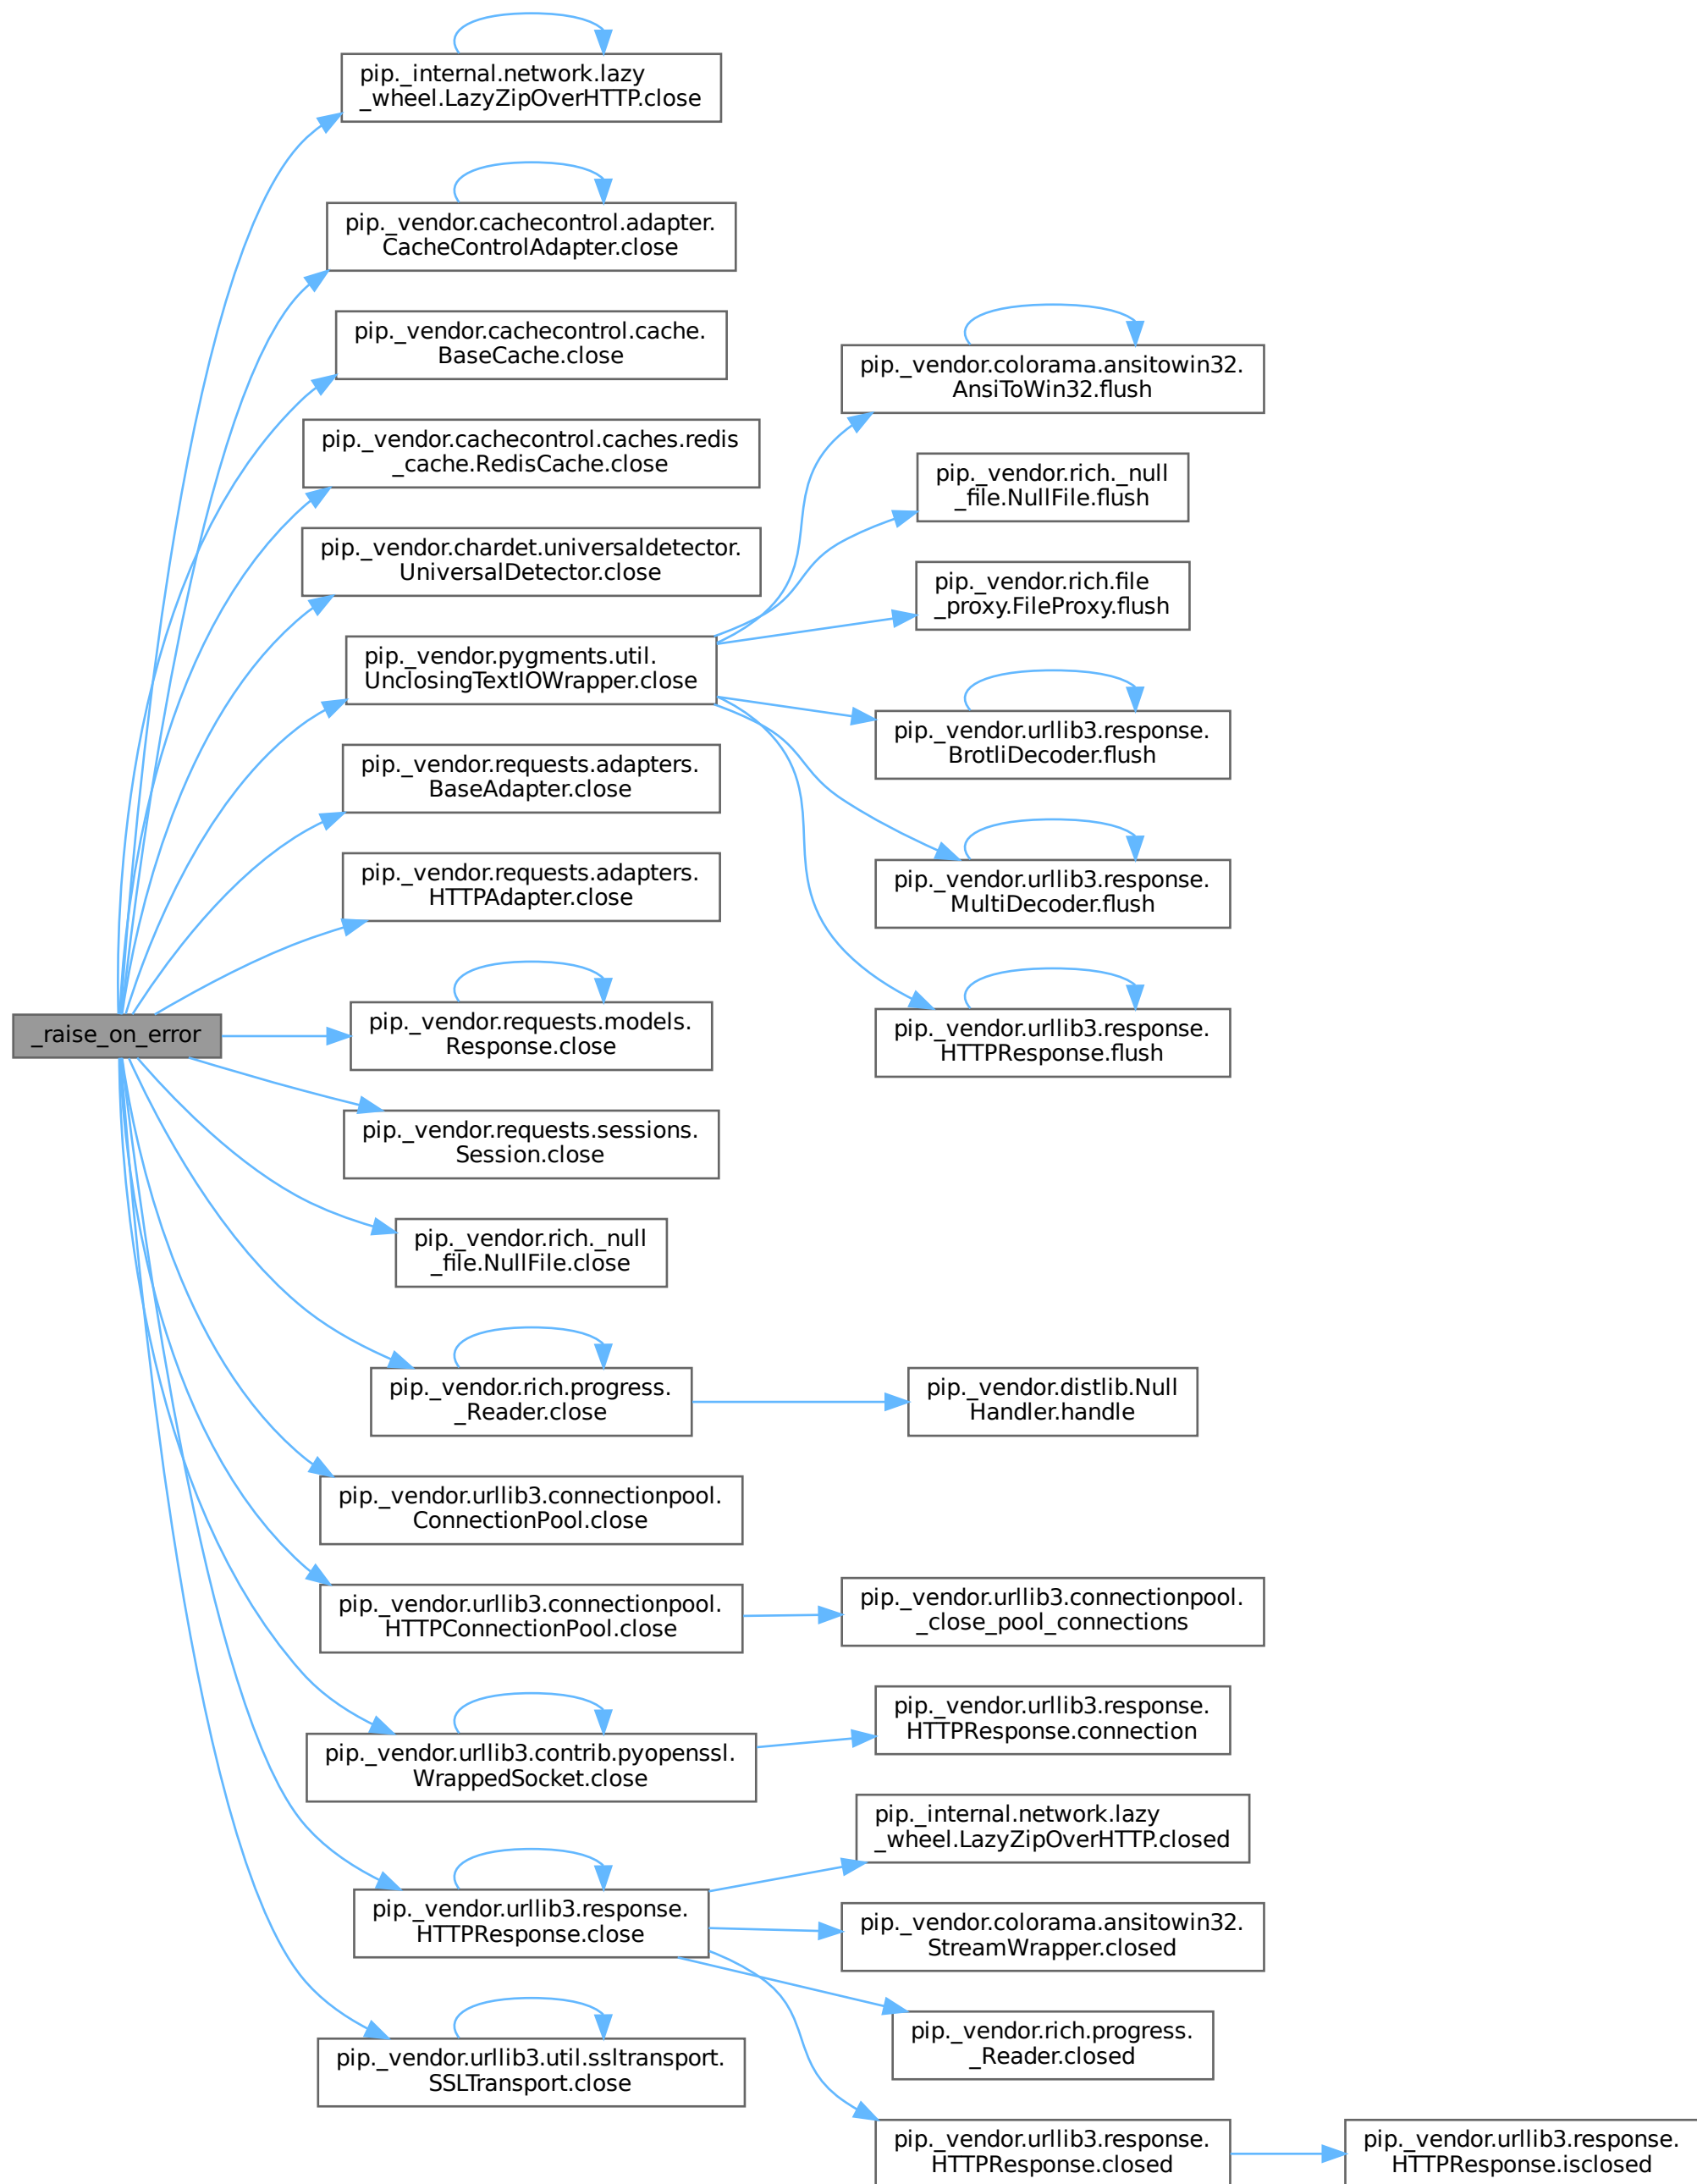 _raise_on_error
pip._internal.network.lazy
_wheel.LazyZipOverHTTP.close
pip._vendor.cachecontrol.adapter.
CacheControlAdapter.close
pip._vendor.cachecontrol.cache.
BaseCache.close
pip._vendor.cachecontrol.caches.redis
_cache.RedisCache.close
pip._vendor.chardet.universaldetector.
UniversalDetector.close
pip._vendor.pygments.util.
UnclosingTextIOWrapper.close
pip._vendor.requests.adapters.
BaseAdapter.close
pip._vendor.requests.adapters.
HTTPAdapter.close
pip._vendor.requests.models.
Response.close
pip._vendor.requests.sessions.
Session.close
pip._vendor.rich._null
_file.NullFile.close
pip._vendor.rich.progress.
_Reader.close
pip._vendor.urllib3.connectionpool.
ConnectionPool.close
pip._vendor.urllib3.connectionpool.
HTTPConnectionPool.close
pip._vendor.urllib3.contrib.pyopenssl.
WrappedSocket.close
pip._vendor.urllib3.response.
HTTPResponse.close
pip._vendor.urllib3.util.ssltransport.
SSLTransport.close
pip._vendor.colorama.ansitowin32.
AnsiToWin32.flush
pip._vendor.rich._null
_file.NullFile.flush
pip._vendor.rich.file
_proxy.FileProxy.flush
pip._vendor.urllib3.response.
BrotliDecoder.flush
pip._vendor.urllib3.response.
MultiDecoder.flush
pip._vendor.urllib3.response.
HTTPResponse.flush
pip._vendor.distlib.Null
Handler.handle
pip._vendor.urllib3.connectionpool.
_close_pool_connections
pip._vendor.urllib3.response.
HTTPResponse.connection
pip._internal.network.lazy
_wheel.LazyZipOverHTTP.closed
pip._vendor.colorama.ansitowin32.
StreamWrapper.closed
pip._vendor.rich.progress.
_Reader.closed
pip._vendor.urllib3.response.
HTTPResponse.closed
pip._vendor.urllib3.response.
HTTPResponse.isclosed